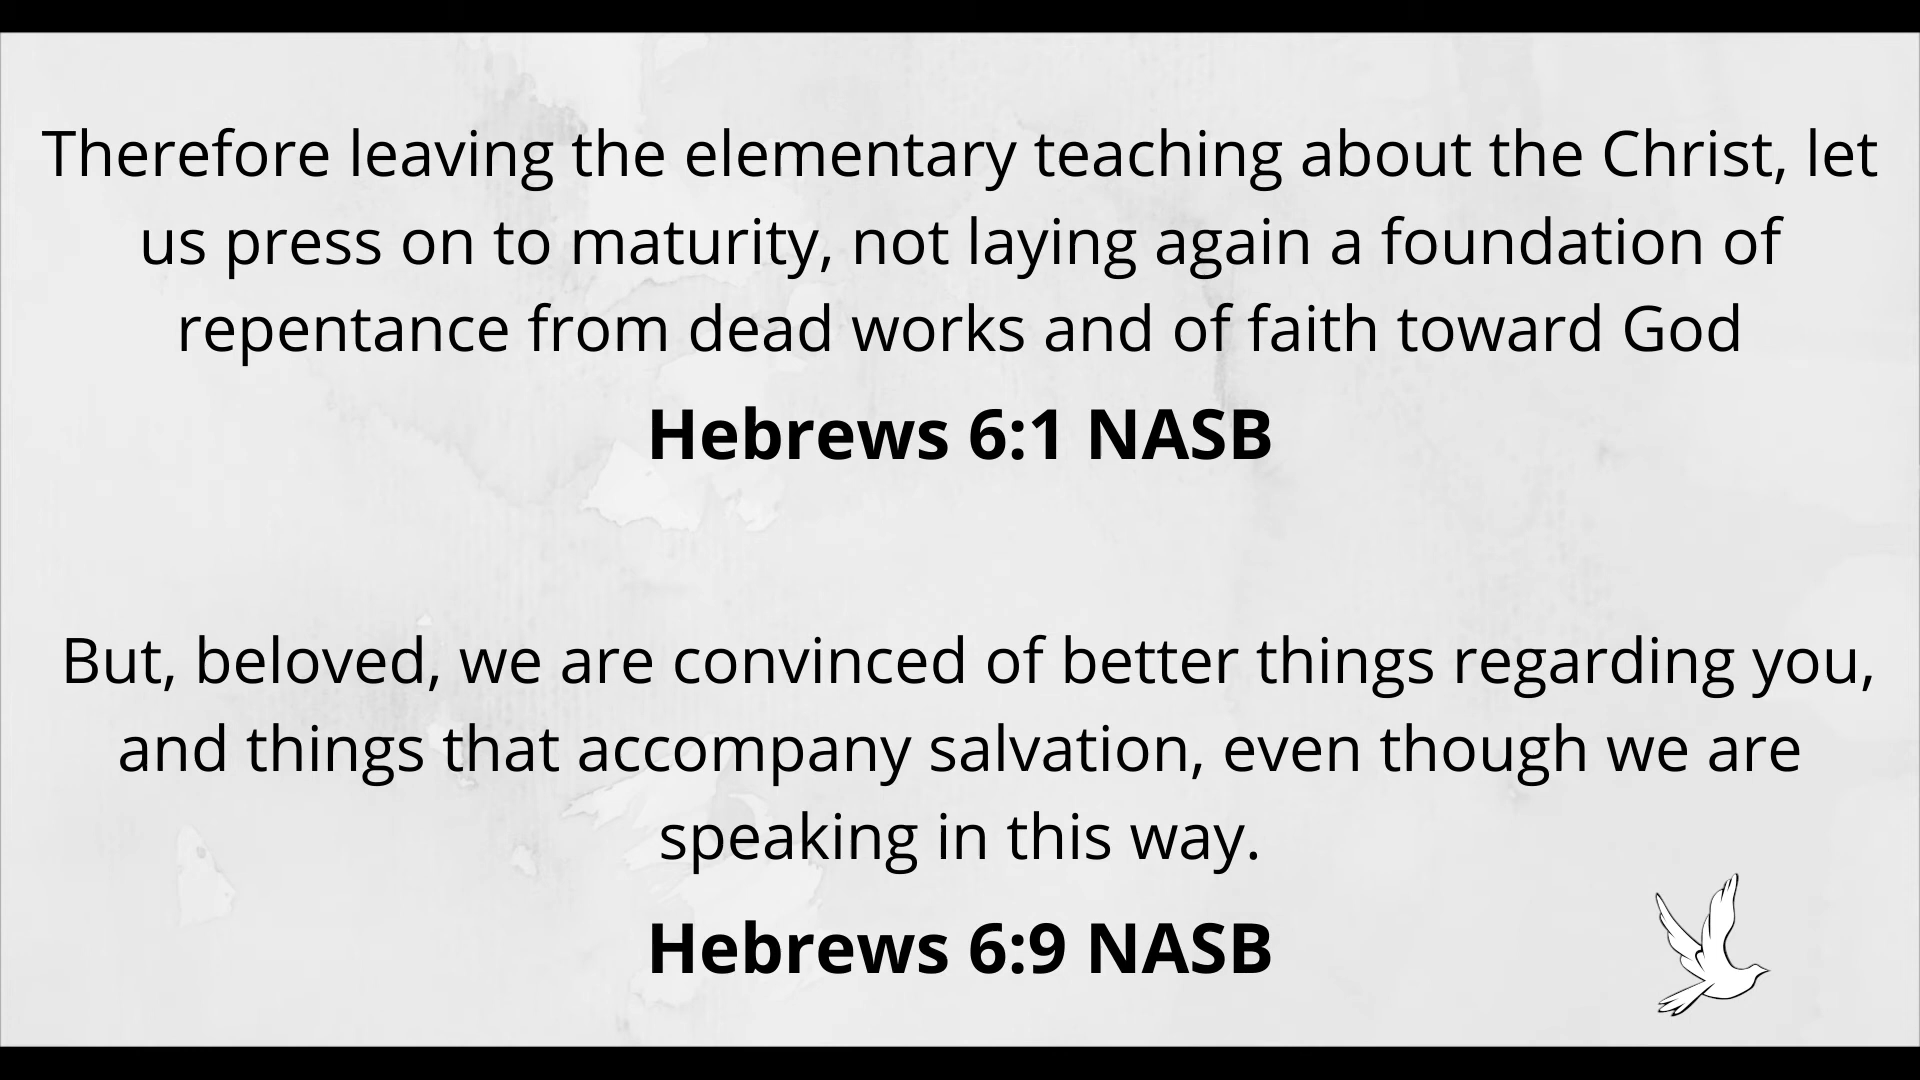 Therefore leaving the elementary teaching about the Christ, let
us press on to maturity, not laying again a foundation of
repentance from dead works and of faith toward God
Hebrews 6:1 NASB
But, beloved, we are convinced of better things regarding you,
and things that accompany salvation, even though we are
speaking in this way.
Hebrews 6:9 NASB